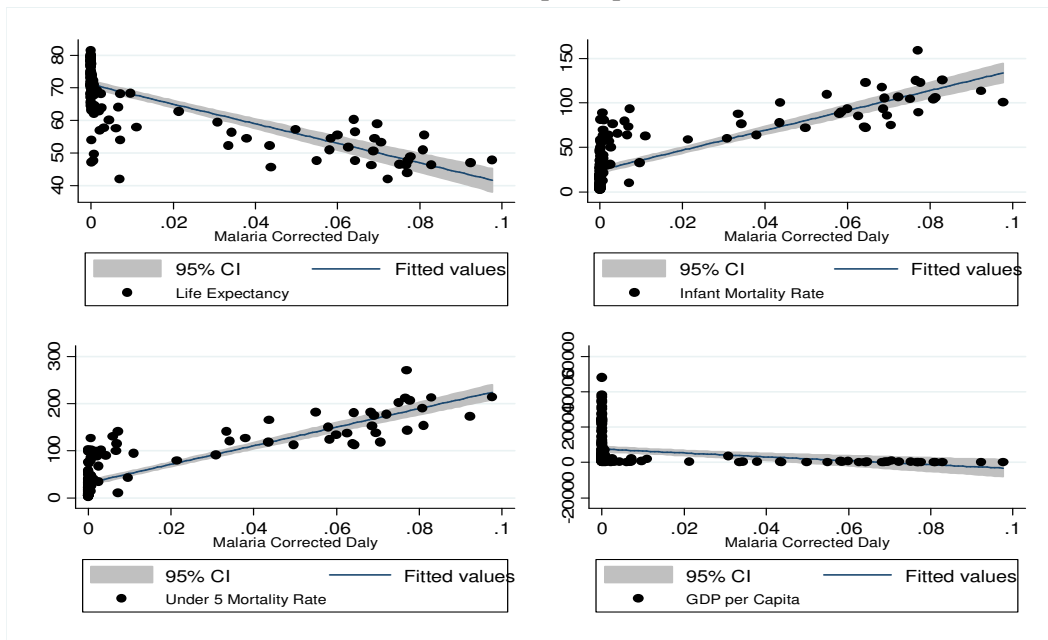 80
70
60
50
40
0 .02 .04 .06 .08 .1
Malaria Corrected Daly
95% CI Fitted values
Life Expectancy
150
100
50
0
0 .02 .04 .06 .08 .1
Malaria Corrected Daly
95% CI Fitted values
Infant Mortality Rate
300
200
100
0
0 .02 .04 .06 .08 .1
Malaria Corrected Daly
95% CI Fitted values
Under 5 Mortality Rate
60000
40000
20000
0
-20000
0 .02 .04 .06 .08 .1
Malaria Corrected Daly
95% CI Fitted values
GDP per Capita